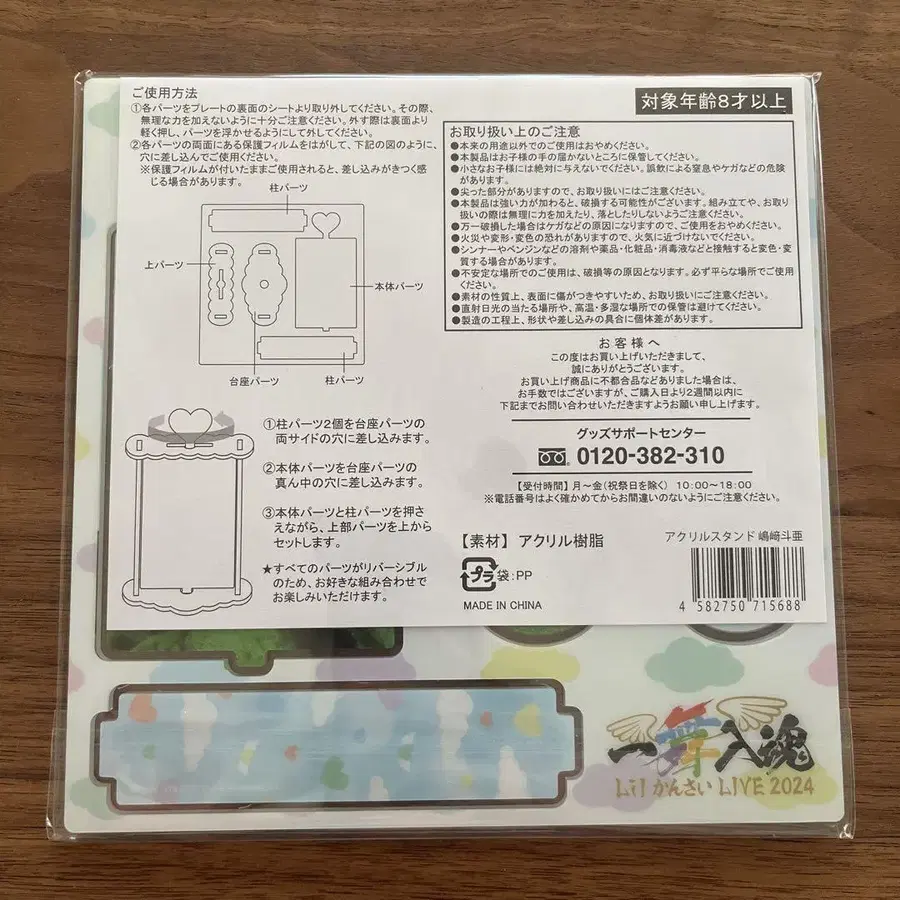 ご使用方法
①各パーツをプレートの裏面のシートより取り外してください。その際、
無理な力を加えないように十分ご注意ください。外す際は裏面より
軽く押し、パーツを浮かせるようにして外してください。
②各パーツの両面にある保護フィルムをはがして、下記の図のように、
穴に差し込んでご使用ください。
※保護フィルムが付いたままご使用されると、差し込みがきつく感
じる場合があります。
柱パーツ
上パーツ
本体パーツ
台座パーツ
柱パーツ
①柱パーツ2個を台座パーツの
両サイドの穴に差し込みます。
②本体パーツを台座パーツの
真ん中の穴に差し込みます。
③本体パーツと柱パーツを押さ
えながら、上部パーツを上から
セットします。
★すべてのパーツがリバーシブル
のため、お好きな組み合わせで
お楽しみいただけます。
対象年齢8才以上
お取り扱い上のご注意
●本来の用途以外でのご使用はおやめください。
●本製品はお子様の手の届かないところに保管してください。
●小さなお子様には絶対に与えないでください。誤飲による窒息やケガなどの危険
があります。
●尖った部分がありますので、お取り扱いにはご注意ください。
●本製品は強い力が加わると、破損する可能性がございます。組み立てや、お取り
扱いの際は無理に力を加えたり、落としたりしないようご注意ください。
●万一破損した場合はケガなどの原因になりますので、ご使用をおやめください。
●火災や変形・変色の恐れがありますので、火気に近づけないでください。
●シンナーやベンジンなどの溶剤や薬品・化粧品・消毒液などと接触すると変色・変
質する場合があります。
●不安定な場所でのご使用は、破損等の原因となります。必ず平らな場所でご使用
ください。
●素材の性質上、表面に傷がつきやすいため、お取り扱いにご注意ください。
●直射日光の当たる場所や、高温・多湿な場所での保管は避けてください。
●製造の工程上、形状や差し込みの具合に個体差があります。
お客様へ
この度はお買い上げいただきまして、
誠にありがとうございます。
お買い上げ商品に不都合品などありました場合は、
お手数ではございますが、ご購入日より2週間以内に
下記までお問い合わせいただきますようお願い申し上げます。
グッズサポートセンター
0120-382-310
【受付時間】月〜金(祝祭日を除く) 10:00〜18:00
※電話番号はよく確かめてからお間違いのないようにご注意ください。
【素材】アクリル樹脂
プラ 袋:PP
MADE IN CHINA
アクリルスタンド 嶋﨑斗亜
4 582750 715688
一舞入魂
Lil かんさい LIVE 2024